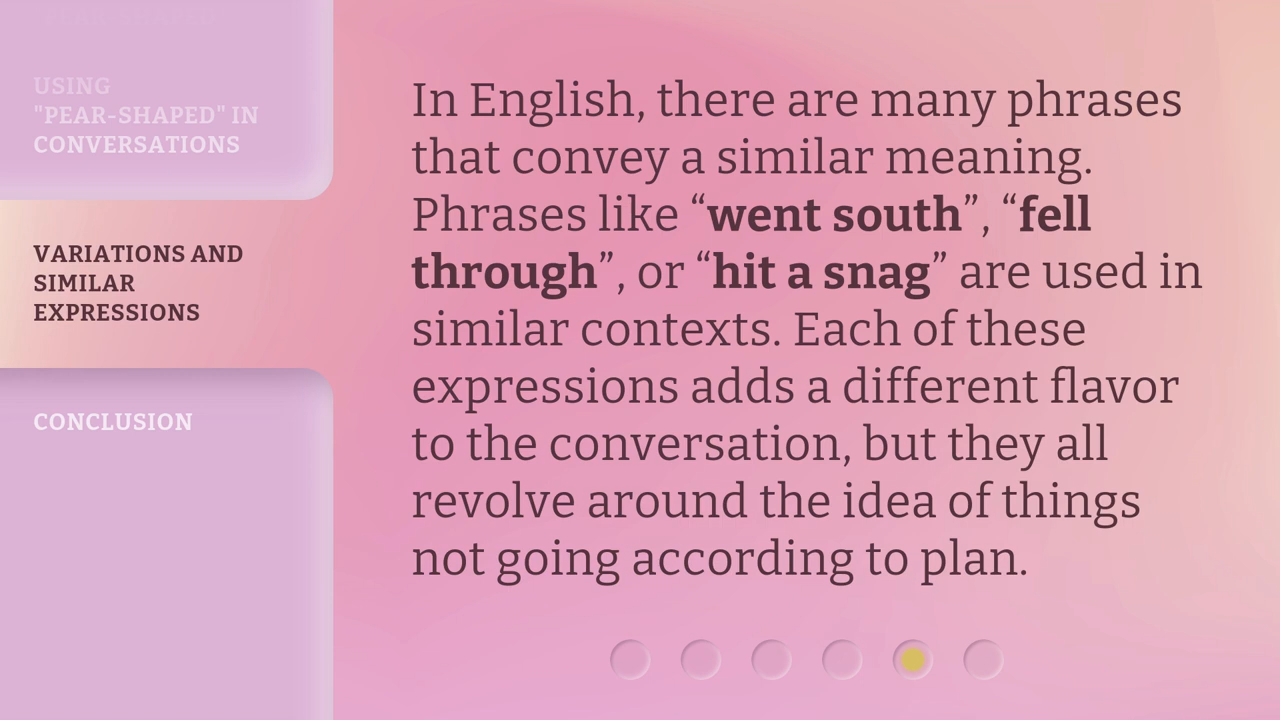 "PEAR-SHAPED"
USING
"PEAR-SHAPED" IN
CONVERSATIONS
VARIATIONS AND
SIMILAR
EXPRESSIONS
CONCLUSION
In English, there are many phrases
that convey a similar meaning.
Phrases like “went south”, “fell
through”, or “hit a snag” are used in
similar contexts. Each of these
expressions adds a different flavor
to the conversation, but they all
revolve around the idea of things
not going according to plan.